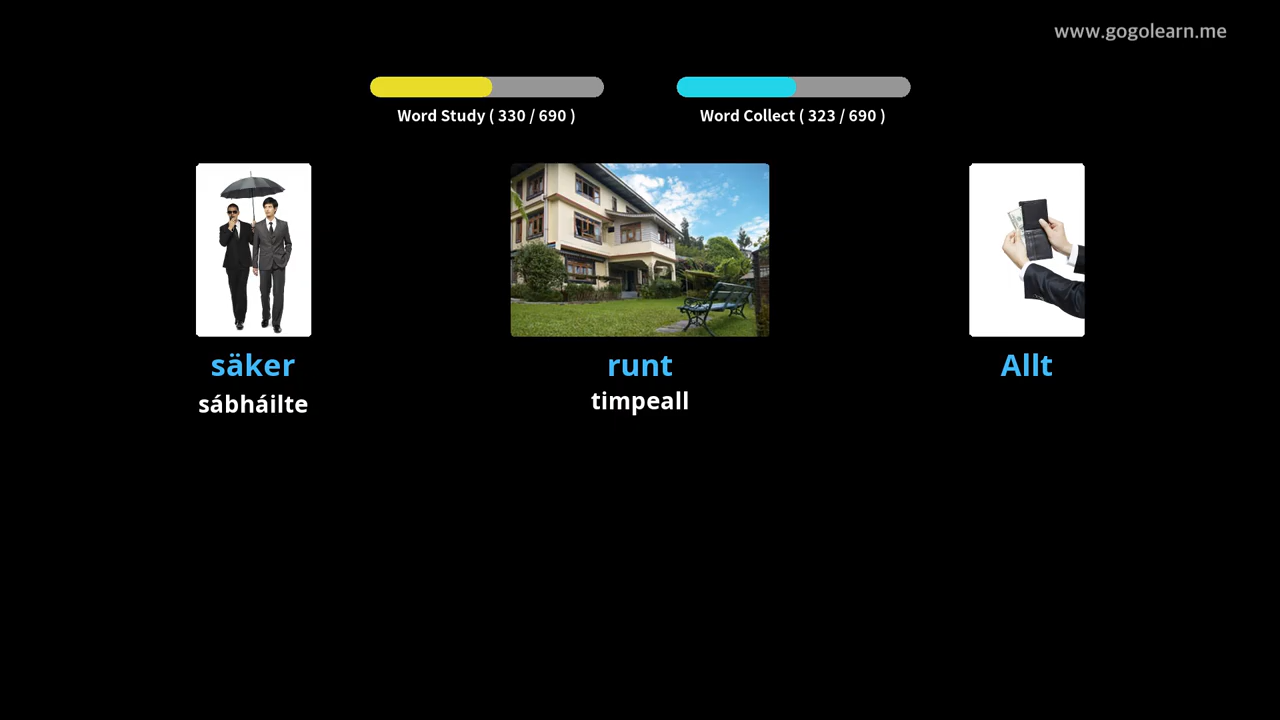 www.gogolearn.me
Word Study ( 330 / 690 )
Word Collect ( 323 / 690 )
säker
runt
Allt
sábháilte
timpeall